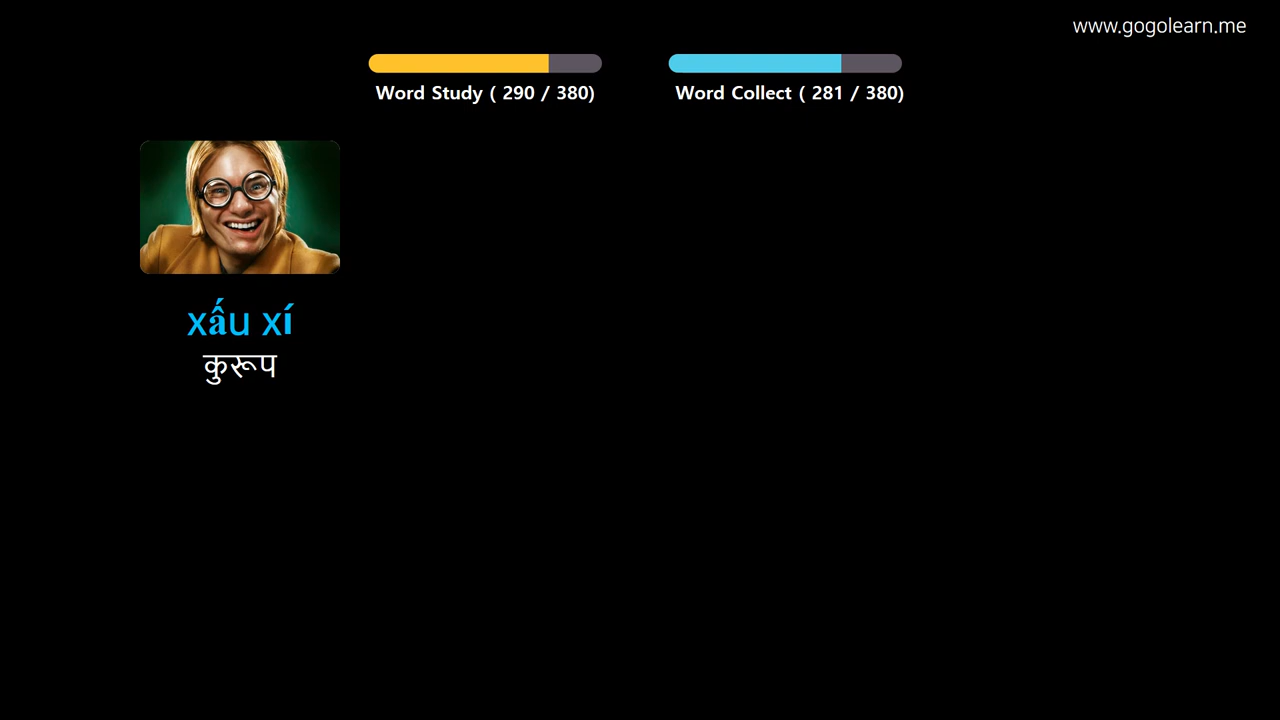 www.gogolearn.me
Word Study ( 290 / 380)
Word Collect ( 281 / 380)
xấu xí
कुरूप